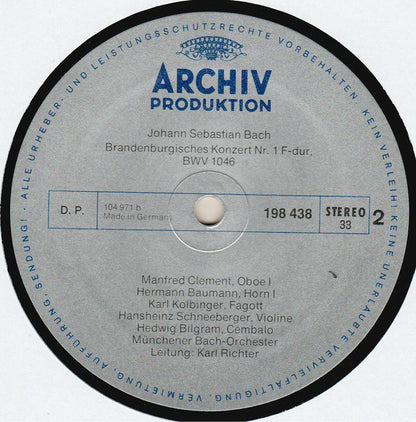 ALLE URHEBER- UND LEISTUNGSSCHUTZRECHTE VORBEHALTEN. KEIN VERLEIH! KEINE UNERLAUBTE VERVIELFÄLTIGUNG, VERMIETUNG, AUFFÜHRUNG, SENDUNG!
ARCHIV
PRODUKTION
Johann Sebastian Bach
Brandenburgisches Konzert Nr. 1 F-dur,
BWV 1046
D. P. 104 971 b 198 438 STEREO 2
Made in Germany 33
Manfred Clement, Oboe I
Hermann Baumann, Horn I
Karl Kolbinger, Fagott
Hansheinz Schneeberger, Violine
Hedwig Bilgram, Cembalo
Münchener Bach-Orchester
Leitung: Karl Richter